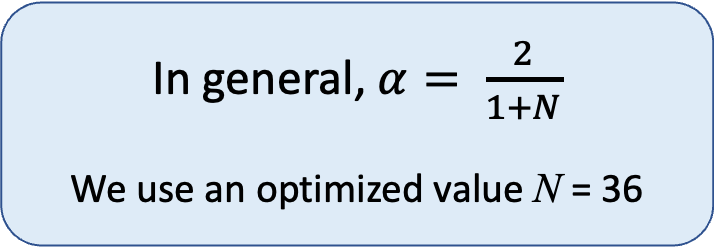 In general, α = 2/(1+N)
We use an optimized value N = 36